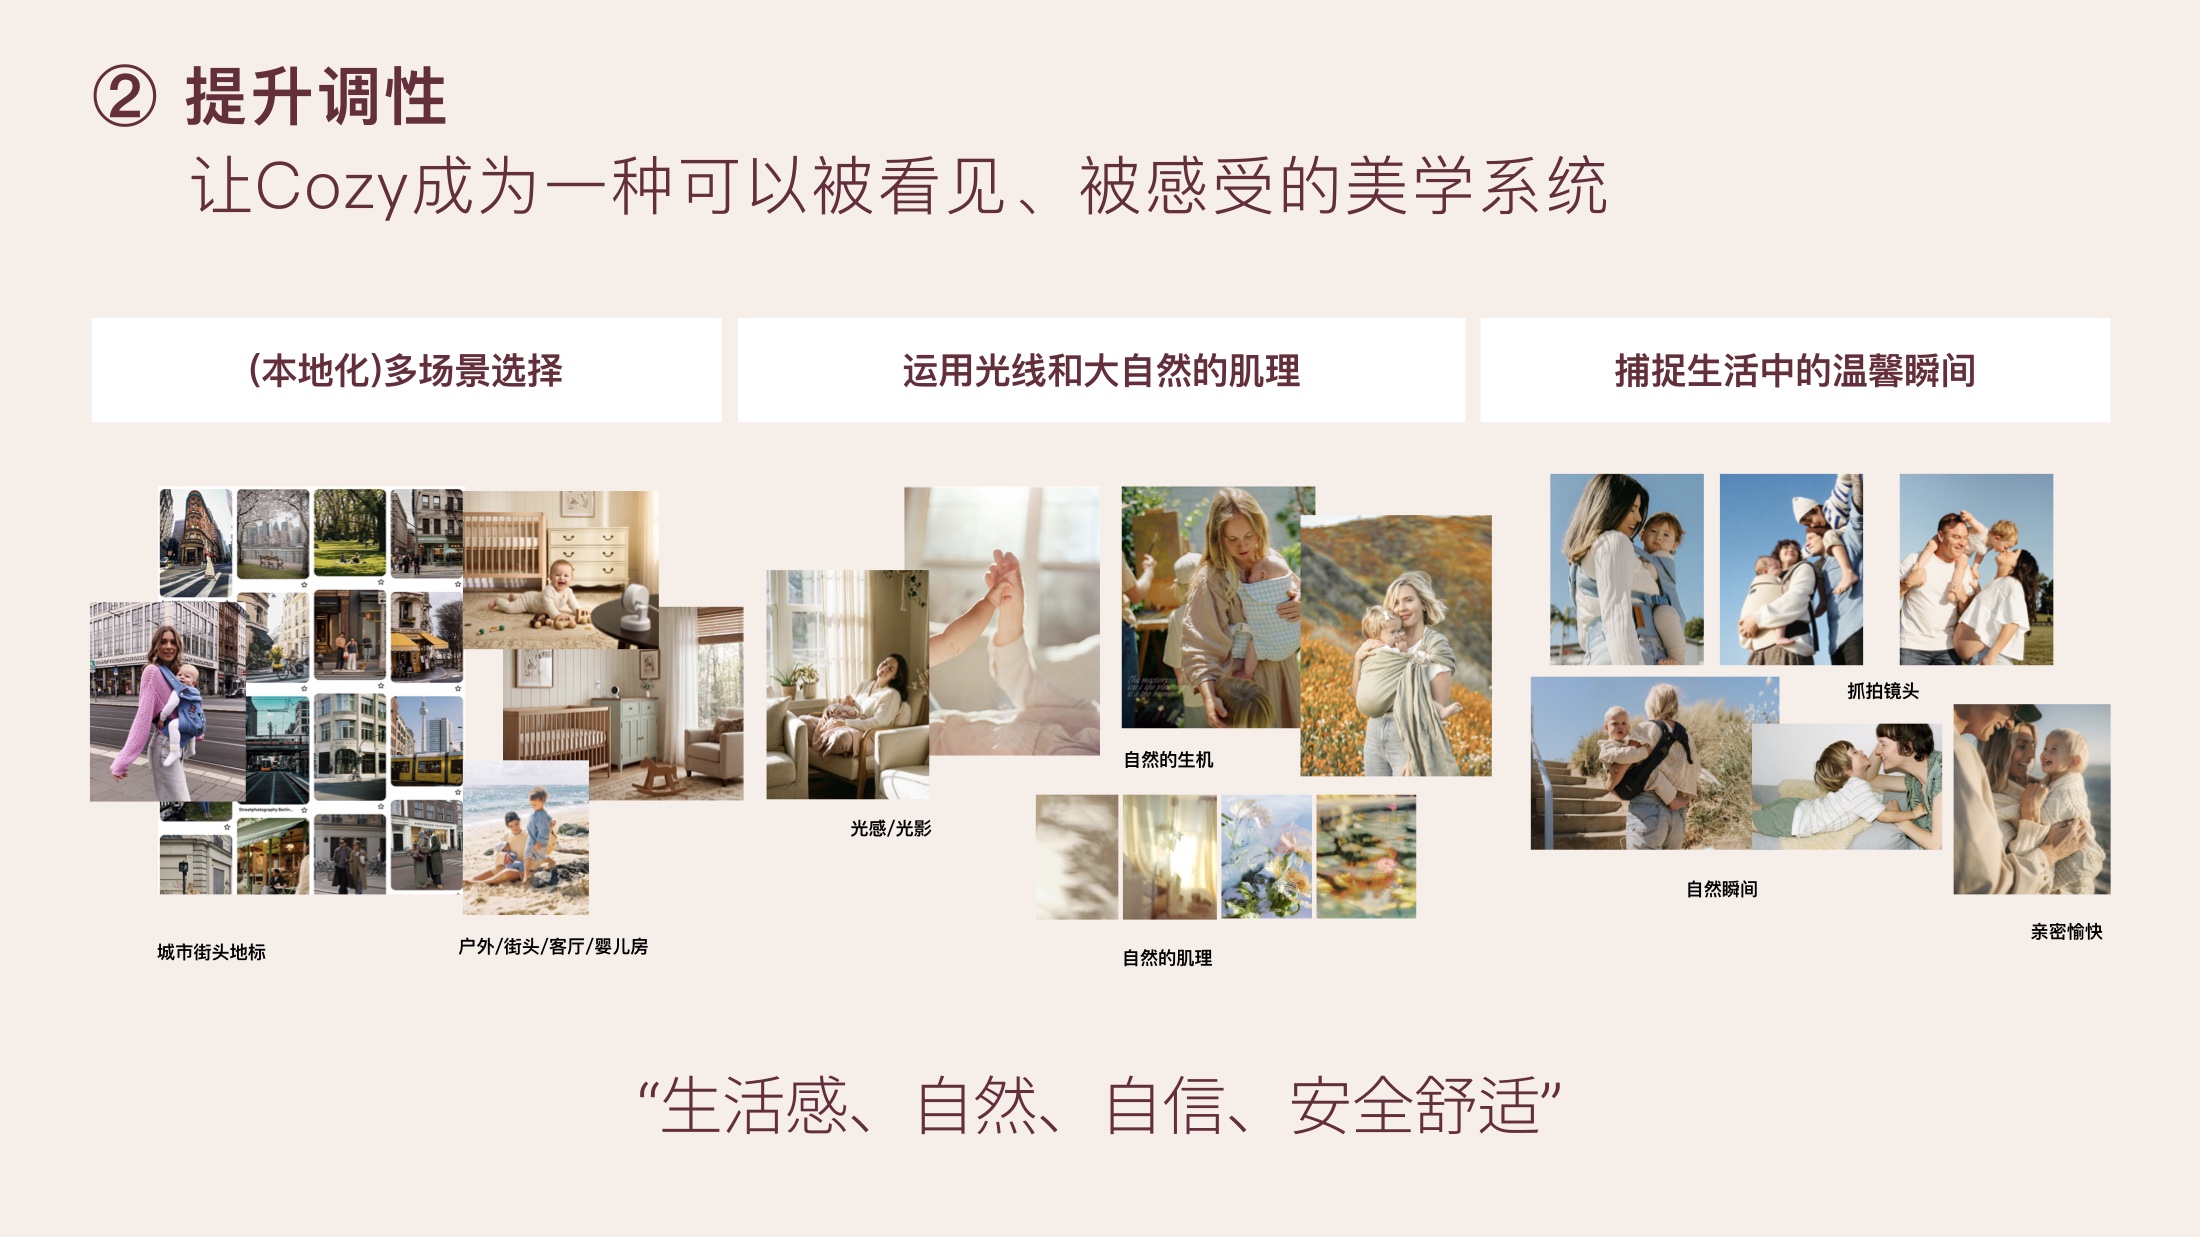 ② 提升调性
让Cozy成为一种可以被看见、被感受的美学系统
(本地化)多场景选择
运用光线和大自然的肌理
捕捉生活中的温馨瞬间
城市街头地标
户外/街头/客厅/婴儿房
光感/光影
自然的生机
自然的肌理
抓拍镜头
自然瞬间
亲密愉快
“生活感、自然、自信、安全舒适”